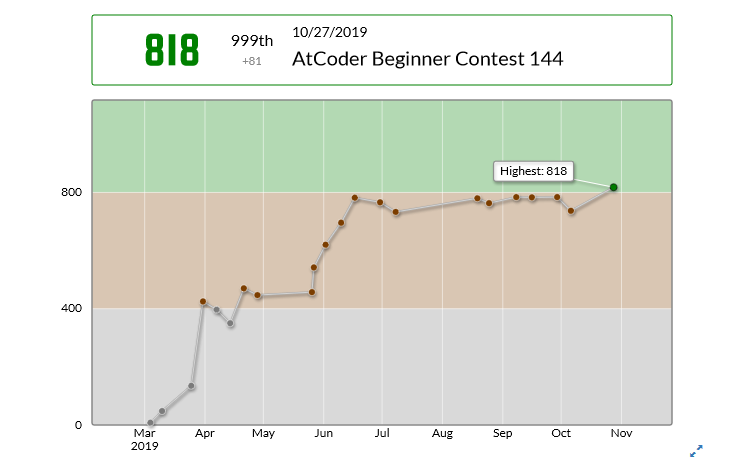 818
999th
+81
10/27/2019
AtCoder Beginner Contest 144
Highest: 818
800
400
0
Mar Apr May Jun Jul Aug Sep Oct Nov
2019